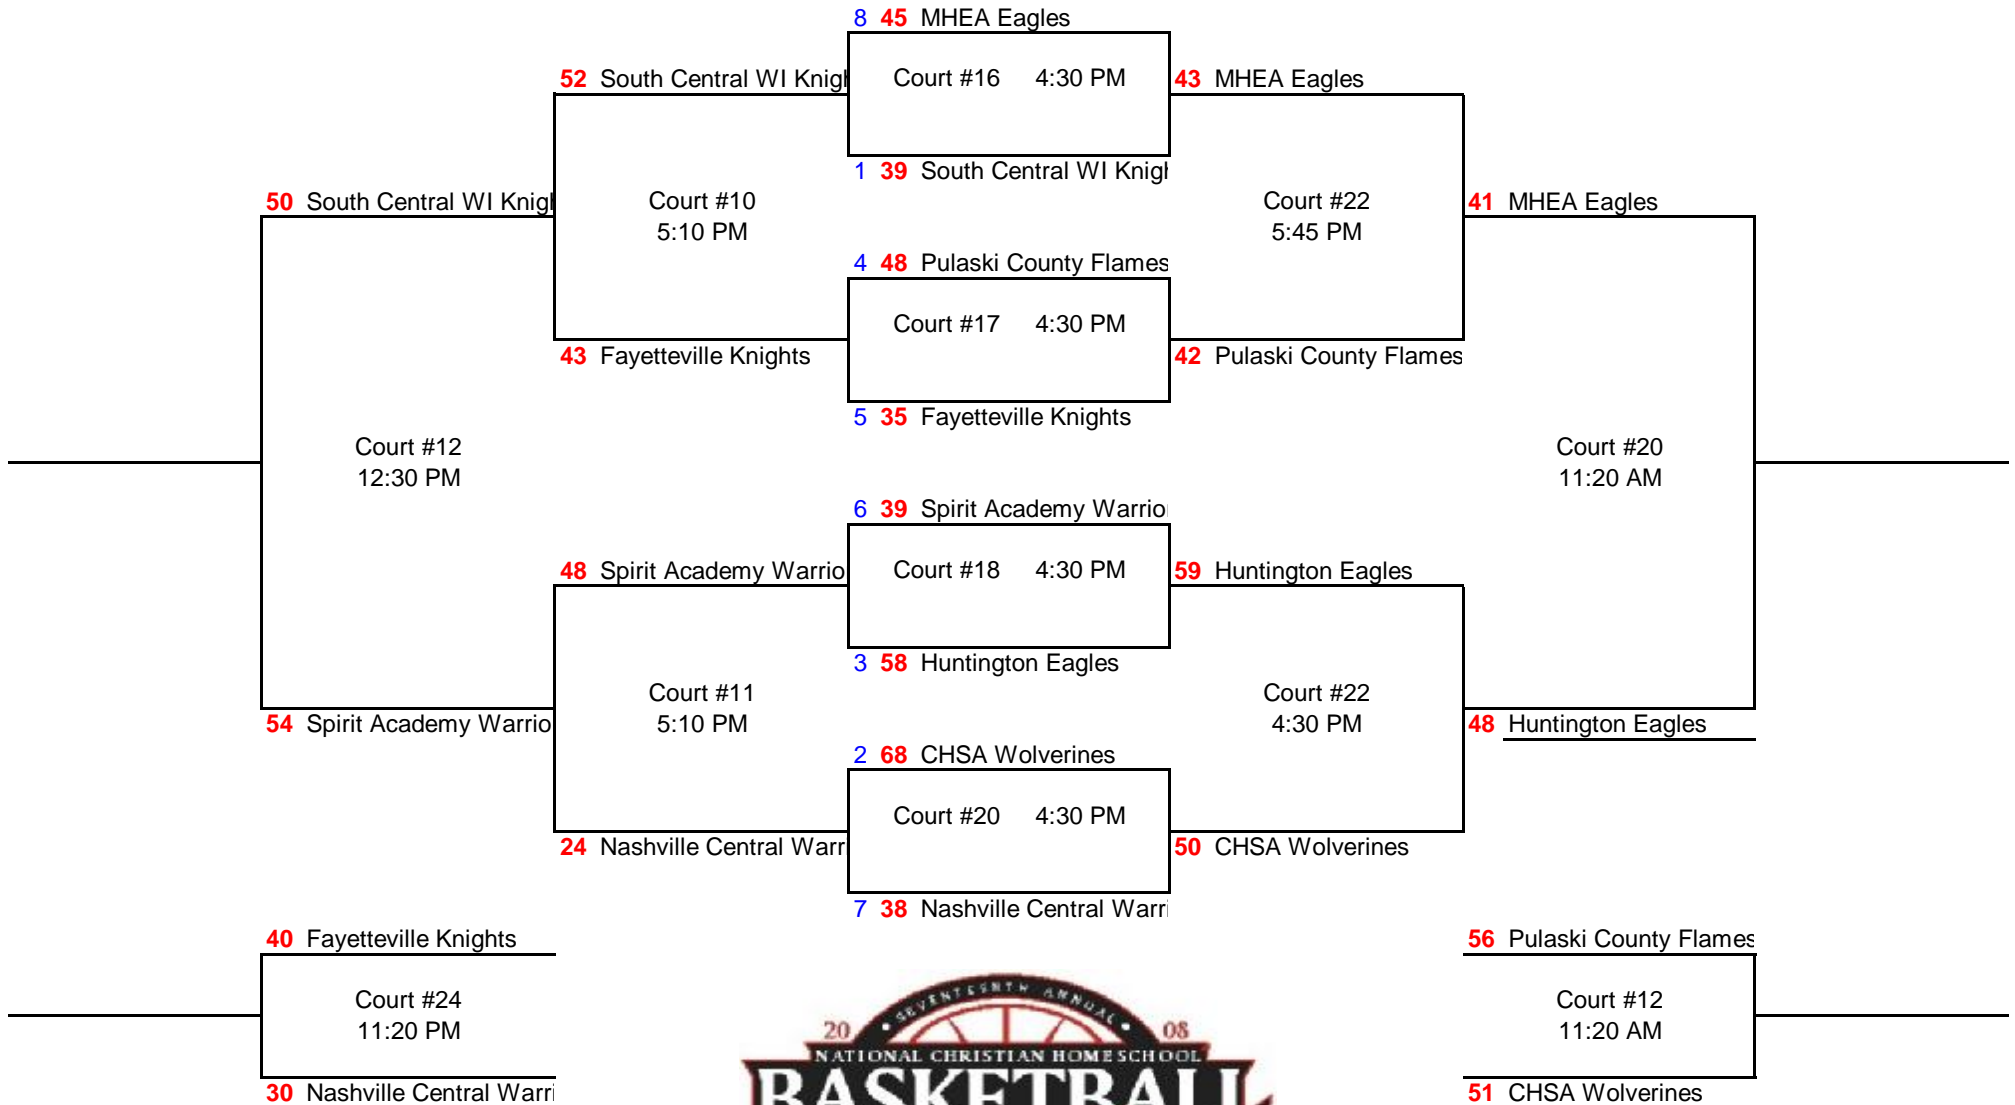 8 45 MHEA Eagles
52 South Central WI Knigh
Court #16 4:30 PM
43 MHEA Eagles
1 39 South Central WI Knigh
50 South Central WI Knigh
Court #10
5:10 PM
Court #22
5:45 PM
41 MHEA Eagles
4 48 Pulaski County Flames
Court #17 4:30 PM
43 Fayetteville Knights
42 Pulaski County Flames
5 35 Fayetteville Knights
Court #12
12:30 PM
Court #20
11:20 AM
6 39 Spirit Academy Warrior
48 Spirit Academy Warrio
Court #18 4:30 PM
59 Huntington Eagles
3 58 Huntington Eagles
54 Spirit Academy Warrio
Court #11
5:10 PM
Court #22
4:30 PM
48 Huntington Eagles
2 68 CHSA Wolverines
Court #20 4:30 PM
24 Nashville Central Warr
50 CHSA Wolverines
7 38 Nashville Central Warri
40 Fayetteville Knights
56 Pulaski County Flames
Court #24
11:20 PM
Court #12
11:20 AM
30 Nashville Central Warri
51 CHSA Wolverines
SEVENTEENTH ANNUAL
20 08
NATIONAL CHRISTIAN HOMESCHOOL
BASKETBALL